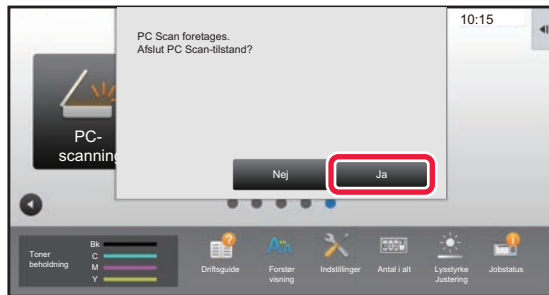 10:15
PC Scan foretages.
Afslut PC Scan-tilstand?
PC-
scanning
Nej
Ja
Toner
beholdning
Bk
C
M
Y
Driftsguide
Forstør
visning
Indstillinger
Antal i alt
Lysstyrke
Justering
Jobstatus